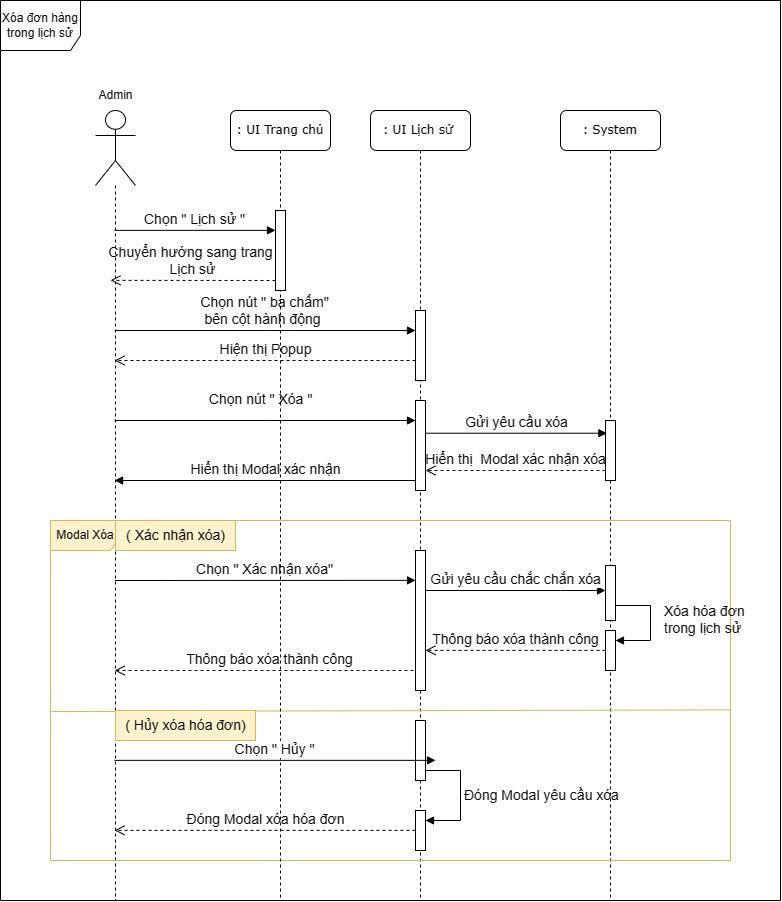 Xóa đơn hàng
trong lịch sử
Admin
: UI Trang chủ
: UI Lịch sử
: System
Chọn " Lịch sử "
Chuyển hướng sang trang
Lịch sử
Chọn nút " ba chấm"
bên cột hành động
Hiện thị Popup
Chọn nút " Xóa "
Gửi yêu cầu xóa
Hiển thị Modal xác nhận xóa
Hiển thị Modal xác nhận
Modal Xóa
( Xác nhận xóa)
Chọn " Xác nhận xóa"
Gửi yêu cầu chắc chắn xóa
Xóa hóa đơn
trong lịch sử
Thông báo xóa thành công
Thông báo xóa thành công
( Hủy xóa hóa đơn)
Chọn " Hủy "
Đóng Modal yêu cầu xóa
Đóng Modal xóa hóa đơn